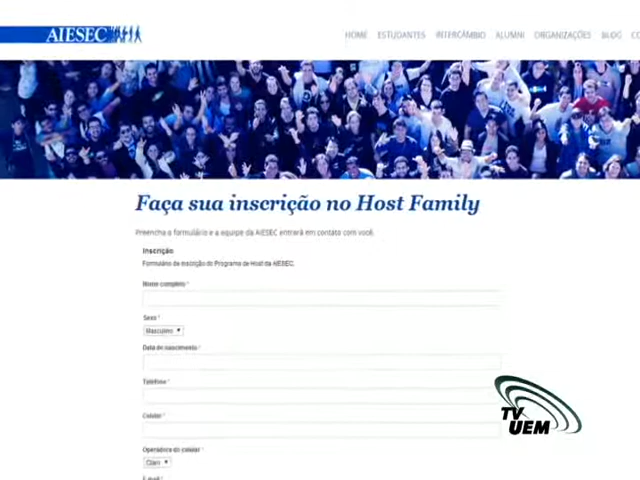 AIESEC
HOME ESTUDANTES INTERCÂMBIO ALUMNI ORGANIZAÇÕES BLOG
Faça sua inscrição no Host Family
Preencha o formulário e a equipe da AIESEC entrará em contato com você.
Inscrição
Formulário de inscrição do Programa de Host da AIESEC.
Nome completo *
Sexo *
Masculino
Data de nascimento *
Telefone *
Celular *
Operadora do celular *
Claro
E-mail *
TV
UEM